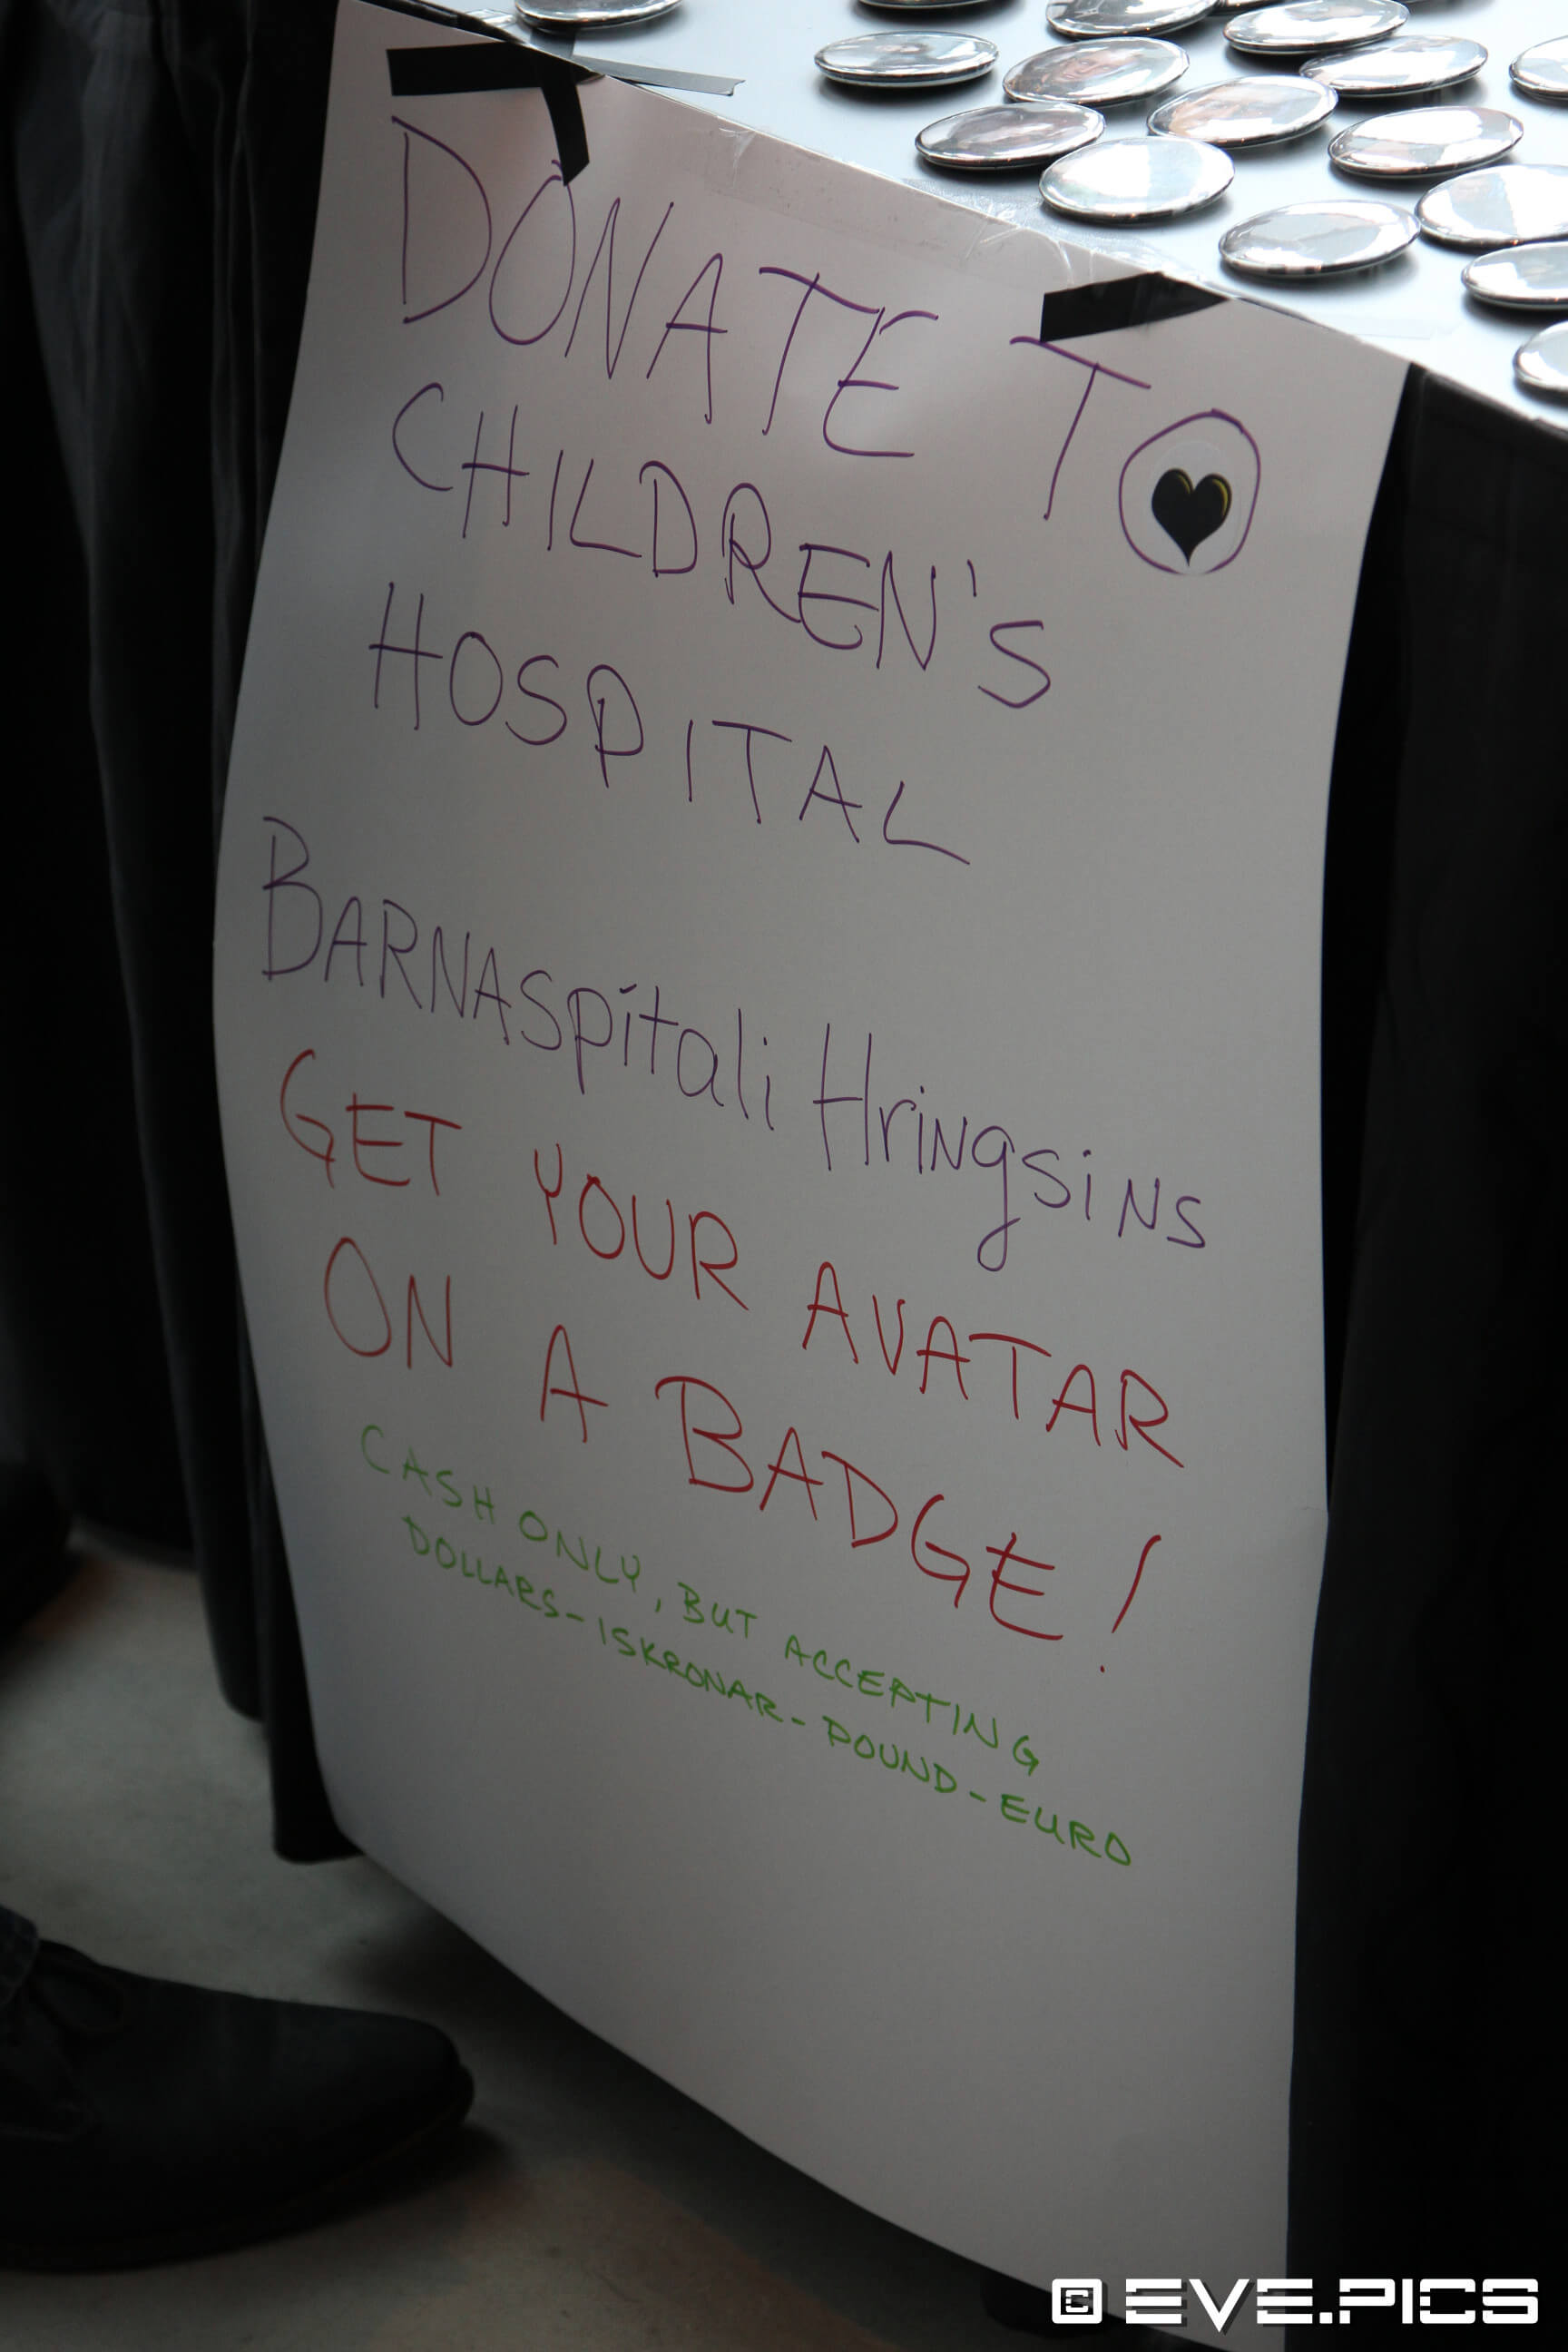 DONATE TO
CHILDREN'S
HOSPITAL
BARNASpítali Hringsins
GET YOUR AVATAR
ON A BADGE!
CASH ONLY, BUT ACCEPTING
DOLLARS-ISKRONAR-POUND-EURO
© EVE.PICS